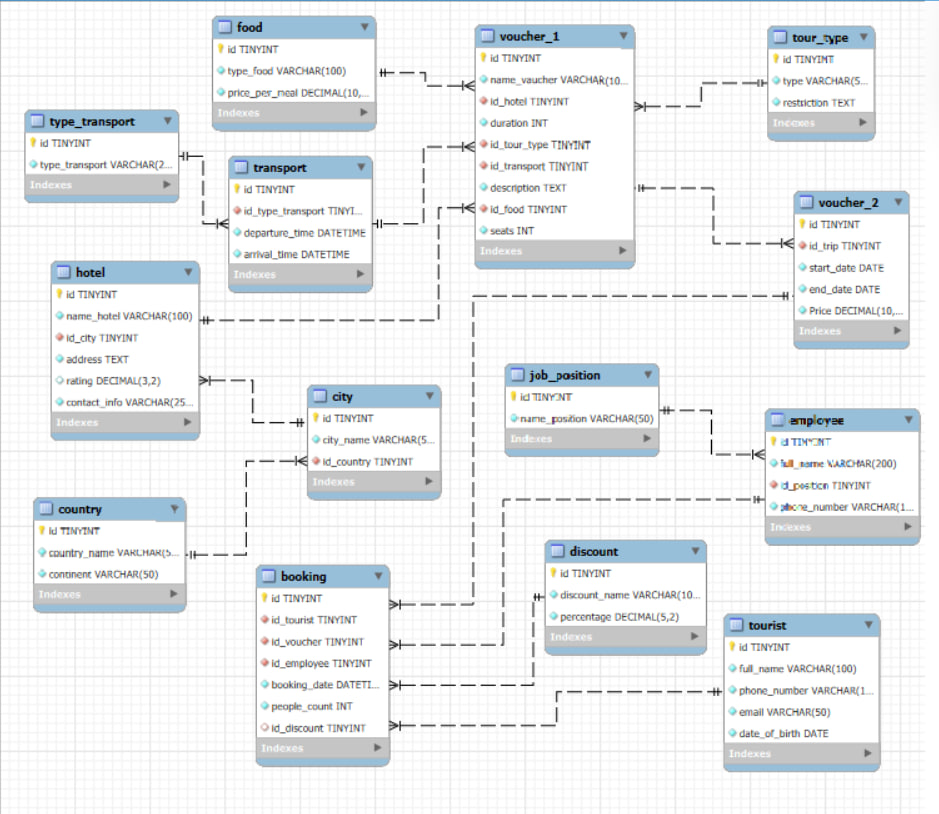 food
id TINYINT
type_food VARCHAR(100)
price_per_meal DECIMAL(10,...
Indexes
voucher_1
id TINYINT
name_vaucher VARCHAR(10...
id_hotel TINYINT
duration INT
id_tour_type TINYINT
id_transport TINYINT
description TEXT
id_food TINYINT
seats INT
Indexes
tour_type
id TINYINT
type VARCHAR(5...
restriction TEXT
Indexes
type_transport
id TINYINT
type_transport VARCHAR(2...
Indexes
transport
id TINYINT
id_type_transport TINYI...
departure_time DATETIME
arrival_time DATETIME
Indexes
voucher_2
id TINYINT
id_trip TINYINT
start_date DATE
end_date DATE
Price DECIMAL(10,...
Indexes
hotel
id TINYINT
name_hotel VARCHAR(100)
id_city TINYINT
address TEXT
rating DECIMAL(3,2)
contact_info VARCHAR(25...
Indexes
city
id TINYINT
city_name VARCHAR(5...
id_country TINYINT
Indexes
job_position
id TINYINT
name_position VARCHAR(50)
Indexes
employee
id TINYINT
full_name VARCHAR(200)
id_position TINYINT
phone_number VARCHAR(1...
Indexes
country
id TINYINT
country_name VARCHAR(5...
continent VARCHAR(50)
Indexes
booking
id TINYINT
id_tourist TINYINT
id_voucher TINYINT
id_employee TINYINT
booking_date DATETI...
people_count INT
id_discount TINYINT
Indexes
discount
id TINYINT
discount_name VARCHAR(10...
percentage DECIMAL(5,2)
Indexes
tourist
id TINYINT
full_name VARCHAR(100)
phone_number VARCHAR(1...
email VARCHAR(50)
date_of_birth DATE
Indexes